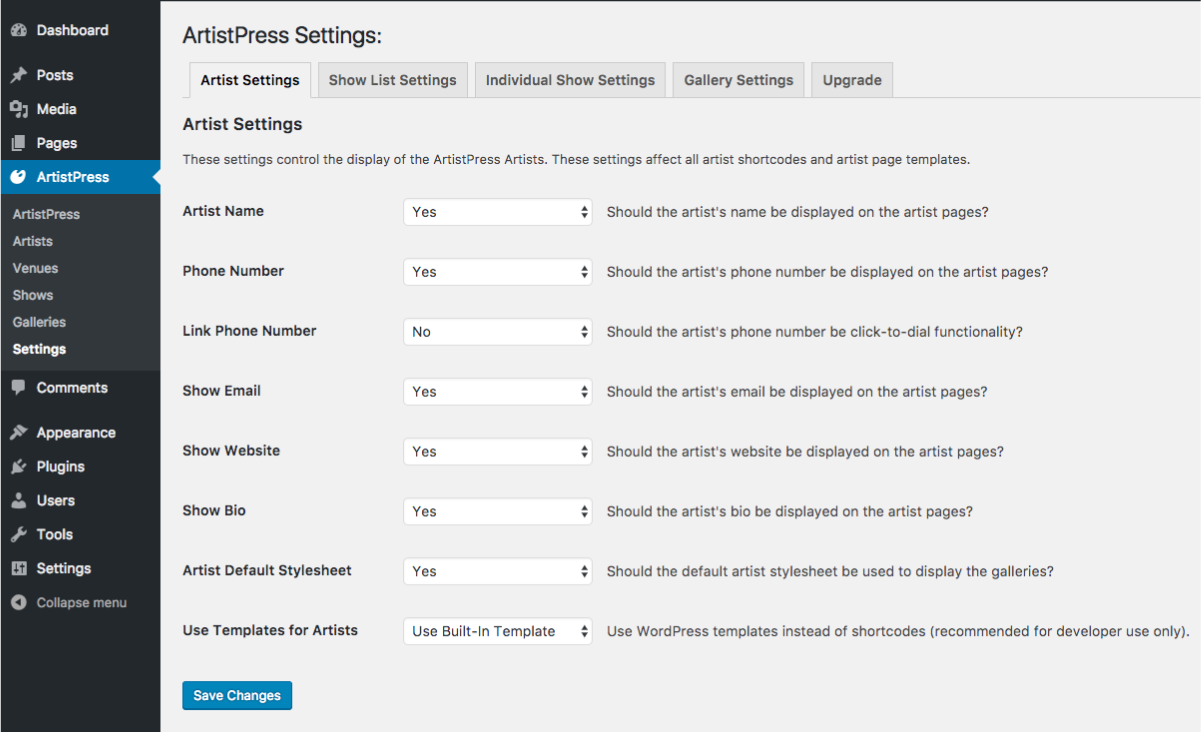 Dashboard
Posts
Media
Pages
ArtistPress
ArtistPress
Artists
Venues
Shows
Galleries
Settings
Comments
Appearance
Plugins
Users
Tools
Settings
Collapse menu
ArtistPress Settings:
Artist Settings Show List Settings Individual Show Settings Gallery Settings Upgrade
Artist Settings
These settings control the display of the ArtistPress Artists. These settings affect all artist shortcodes and artist page templates.
Artist Name Yes Should the artist's name be displayed on the artist pages?
Phone Number Yes Should the artist's phone number be displayed on the artist pages?
Link Phone Number No Should the artist's phone number be click-to-dial functionality?
Show Email Yes Should the artist's email be displayed on the artist pages?
Show Website Yes Should the artist's website be displayed on the artist pages?
Show Bio Yes Should the artist's bio be displayed on the artist pages?
Artist Default Stylesheet Yes Should the default artist stylesheet be used to display the galleries?
Use Templates for Artists Use Built-In Template Use WordPress templates instead of shortcodes (recommended for developer use only).
Save Changes